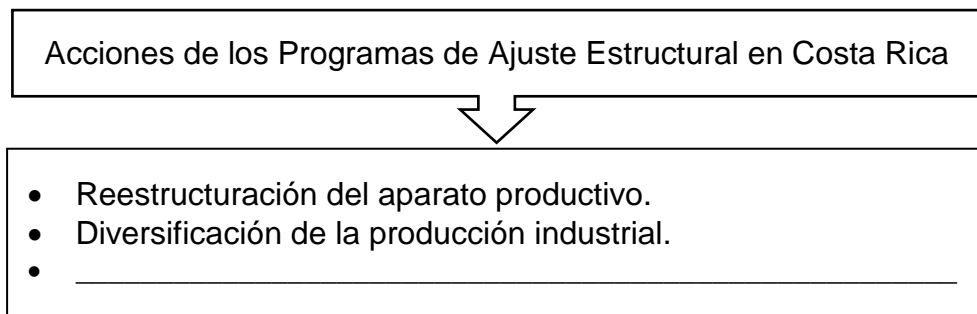 Acciones de los Programas de Ajuste Estructural en Costa Rica
• Reestructuración del aparato productivo.
• Diversificación de la producción industrial.
• ________________________________________________